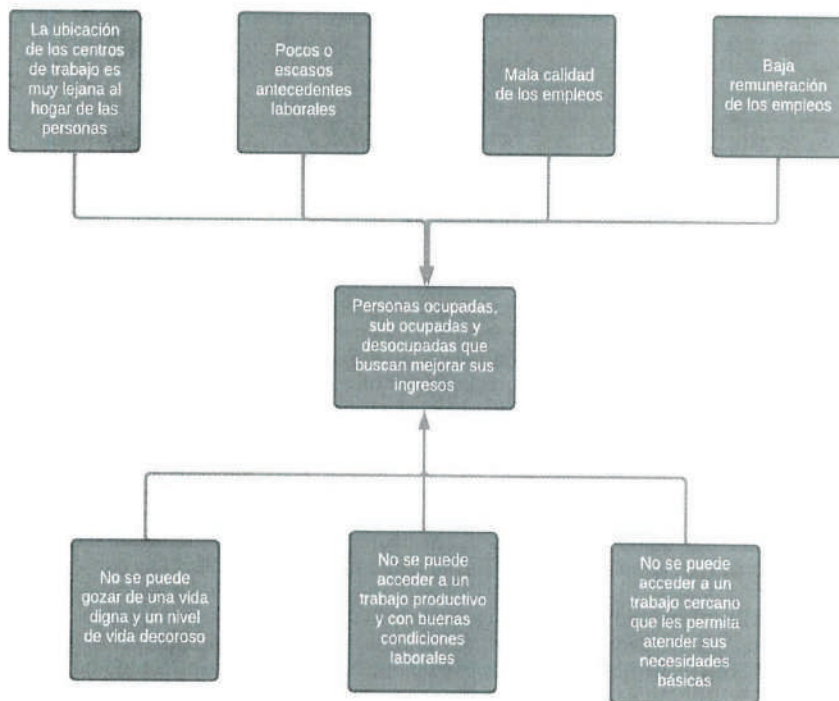 La ubicación
de los centros
de trabajo es
muy lejana al
hogar de las
personas
Pocos o
escasos
antecedentes
laborales
Mala calidad
de los empleos
Baja
remuneración
de los empleos
Personas ocupadas,
sub ocupadas y
desocupadas que
buscan mejorar sus
ingresos
No se puede
gozar de una vida
digna y un nivel
de vida decoroso
No se puede
acceder a un
trabajo productivo
y con buenas
condiciones
laborales
No se puede
acceder a un
trabajo cercano
que les permita
atender sus
necesidades
básicas